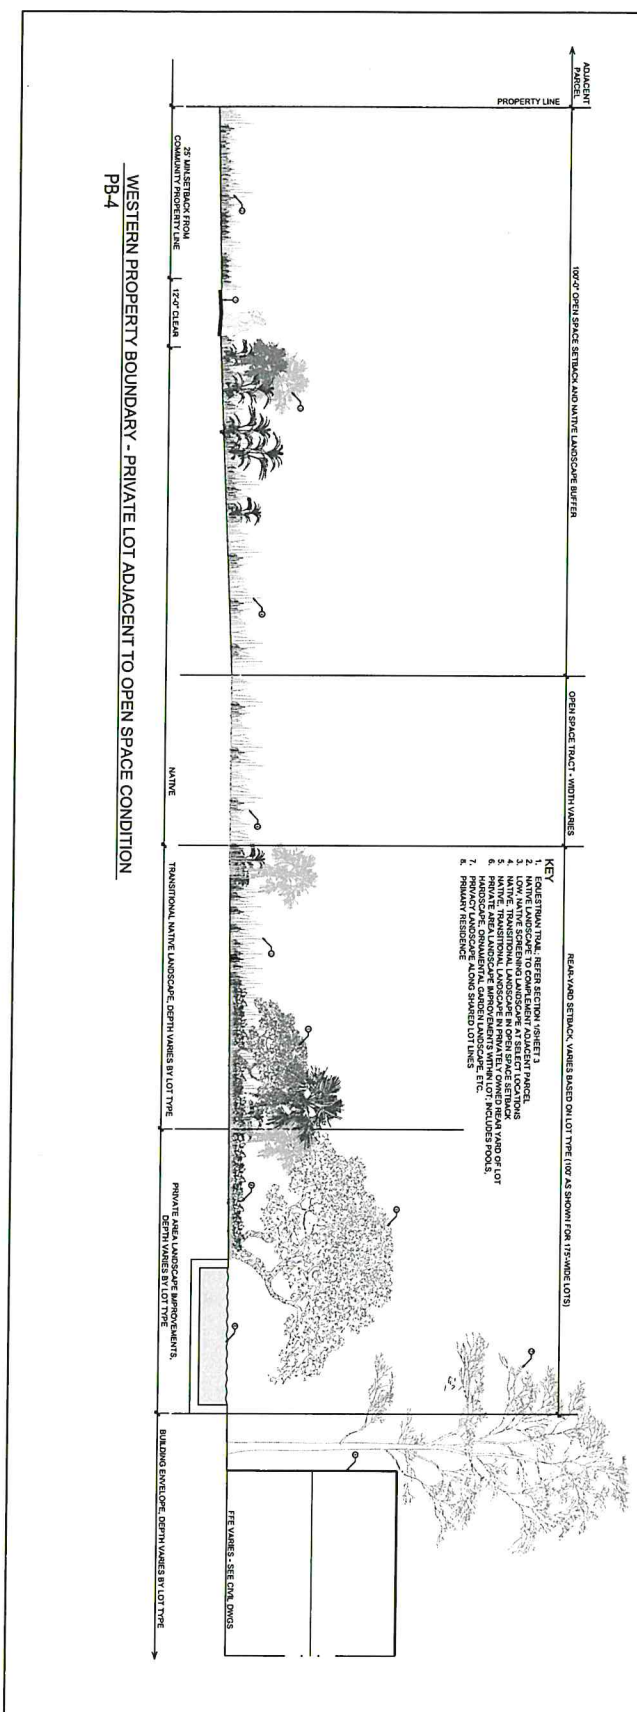 ADJACENT
PARCEL
PROPERTY LINE
100'-0" OPEN SPACE SETBACK AND NATIVE LANDSCAPE BUFFER
OPEN SPACE TRACT - WIDTH VARIES
REAR-YARD SETBACK, VARIES BASED ON LOT TYPE (100' AS SHOWN FOR 175'-WIDE LOTS)
KEY
1. EQUESTRIAN TRAIL; REFER SECTION 1/SHEET 3
2. NATIVE LANDSCAPE TO COMPLEMENT ADJACENT PARCEL
3. LOW, NATIVE SCREENING LANDSCAPE AT SELECT LOCATIONS
4. NATIVE, TRANSITIONAL LANDSCAPE IN OPEN SPACE SETBACK
5. NATIVE, TRANSITIONAL LANDSCAPE IN PRIVATELY OWNED REAR YARD OF LOT
6. PRIVATE AREA LANDSCAPE IMPROVEMENTS WITHIN LOT; INCLUDES POOLS,
HARDSCAPE, ORNAMENTAL GARDEN LANDSCAPE, ETC.
7. PRIVACY LANDSCAPE ALONG SHARED LOT LINES
8. PRIMARY RESIDENCE
FFE VARIES - SEE CIVIL DWGS
25' MIN.SETBACK FROM
COMMUNITY PROPERTY LINE
12'-0" CLEAR
NATIVE
TRANSITIONAL NATIVE LANDSCAPE, DEPTH VARIES BY LOT TYPE
PRIVATE AREA LANDSCAPE IMPROVEMENTS,
DEPTH VARIES BY LOT TYPE
BUILDING ENVELOPE, DEPTH VARIES BY LOT TYPE
WESTERN PROPERTY BOUNDARY - PRIVATE LOT ADJACENT TO OPEN SPACE CONDITION
PB-4